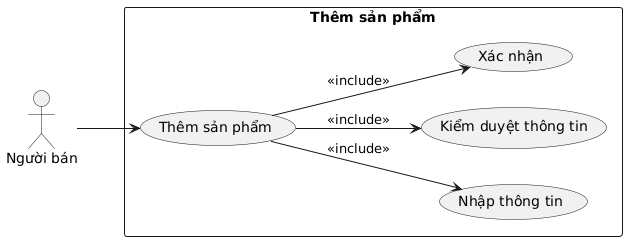 Thêm sản phẩm
Xác nhận
«include»
Thêm sản phẩm
«include»
Kiểm duyệt thông tin
Người bán
«include»
Nhập thông tin